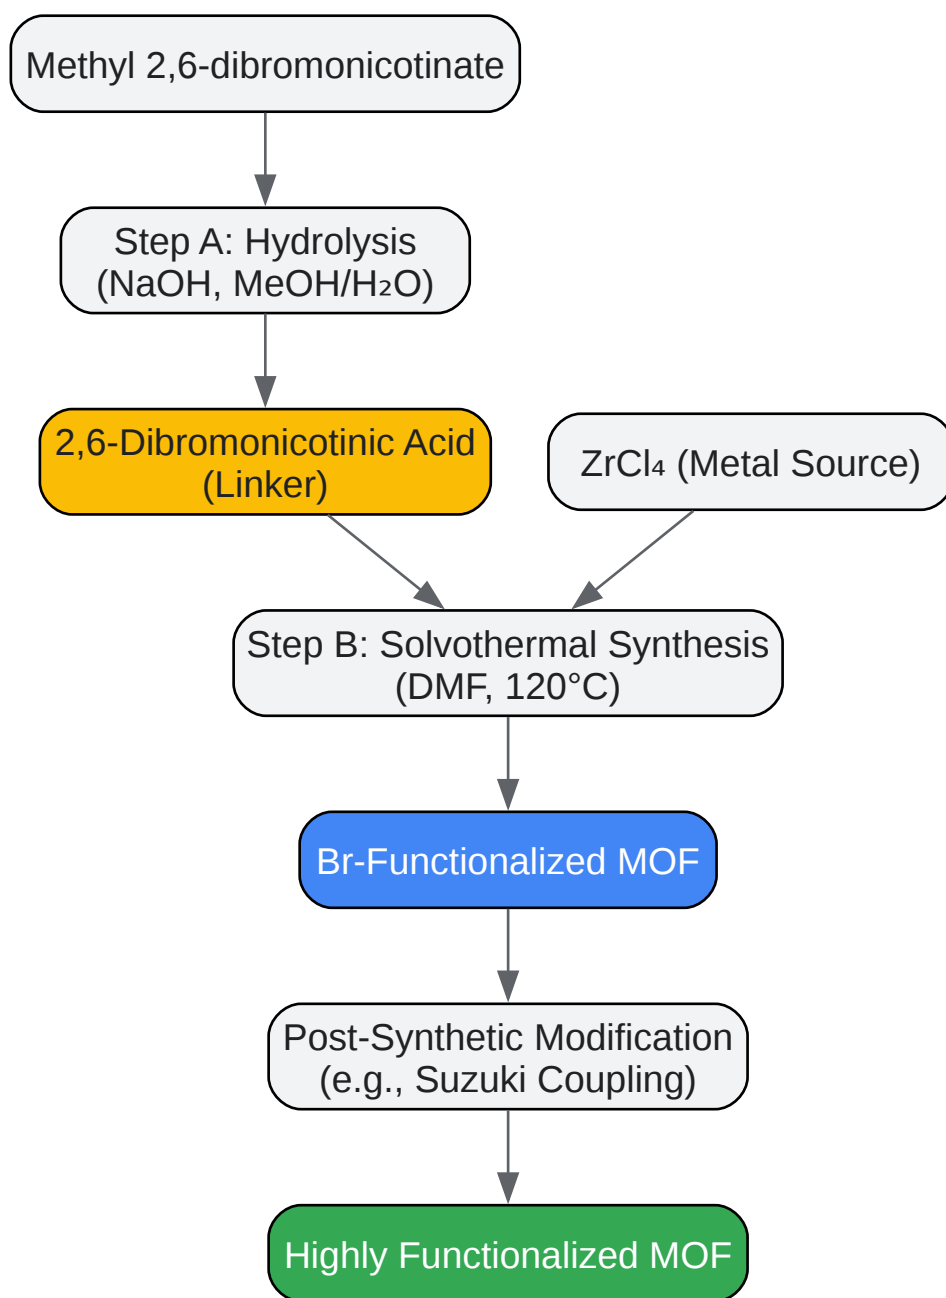 Methyl 2,6-dibromonicotinate
Step A: Hydrolysis
(NaOH, MeOH/H₂O)
2,6-Dibromonicotinic Acid
(Linker)
ZrCl₄ (Metal Source)
Step B: Solvothermal Synthesis
(DMF, 120°C)
Br-Functionalized MOF
Post-Synthetic Modification
(e.g., Suzuki Coupling)
Highly Functionalized MOF